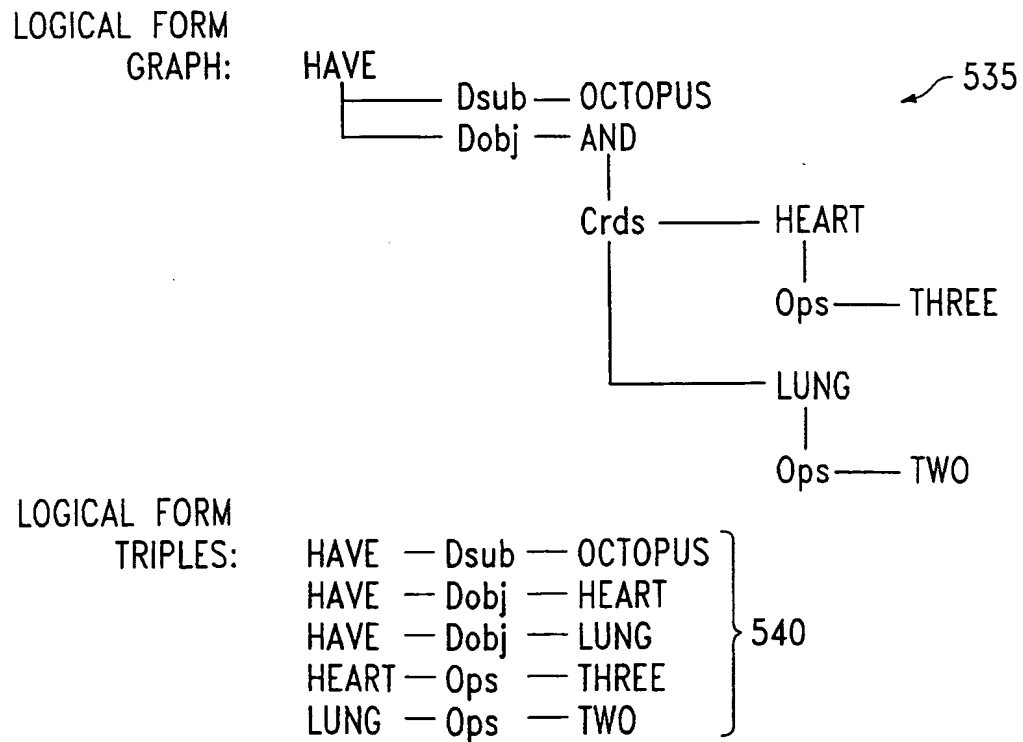 LOGICAL FORM
GRAPH:
HAVE
535
Dsub — OCTOPUS
Dobj — AND
Crds — HEART
Ops — THREE
LUNG
Ops — TWO
LOGICAL FORM
TRIPLES:
HAVE — Dsub — OCTOPUS
HAVE — Dobj — HEART
HAVE — Dobj — LUNG
540
HEART — Ops — THREE
LUNG — Ops — TWO